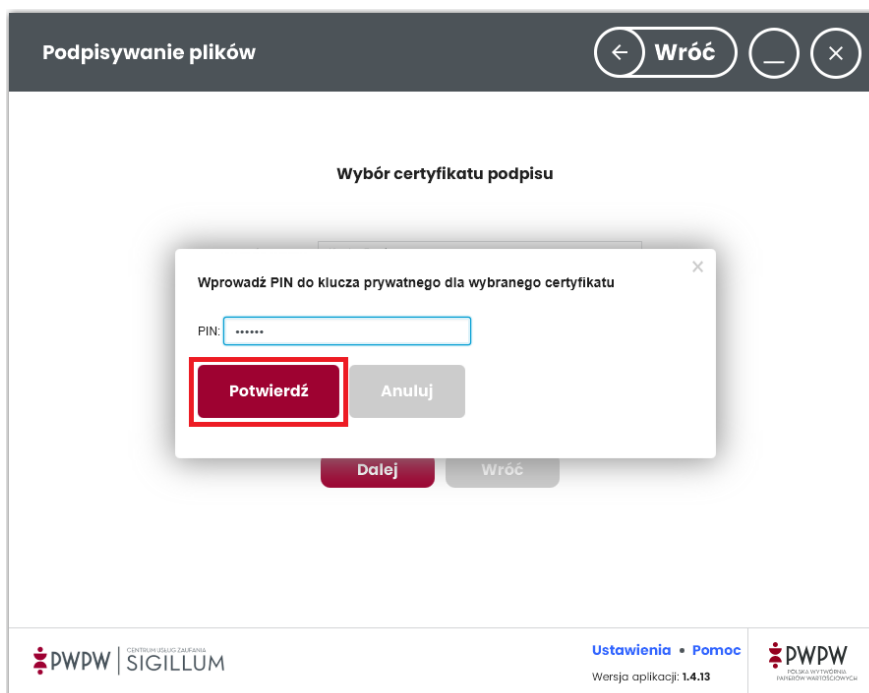 Podpisywanie plików
Wróć
Wybór certyfikatu podpisu
Wprowadź PIN do klucza prywatnego dla wybranego certyfikatu
PIN: ••••••
Potwierdź Anuluj
Dalej Wróć
PWPW CENTRUM USŁUG ZAUFANIA
SIGILLUM
Ustawienia • Pomoc
Wersja aplikacji: 1.4.13
PWPW
POLSKA WYTWÓRNIA
PAPIERÓW WARTOŚCIOWYCH